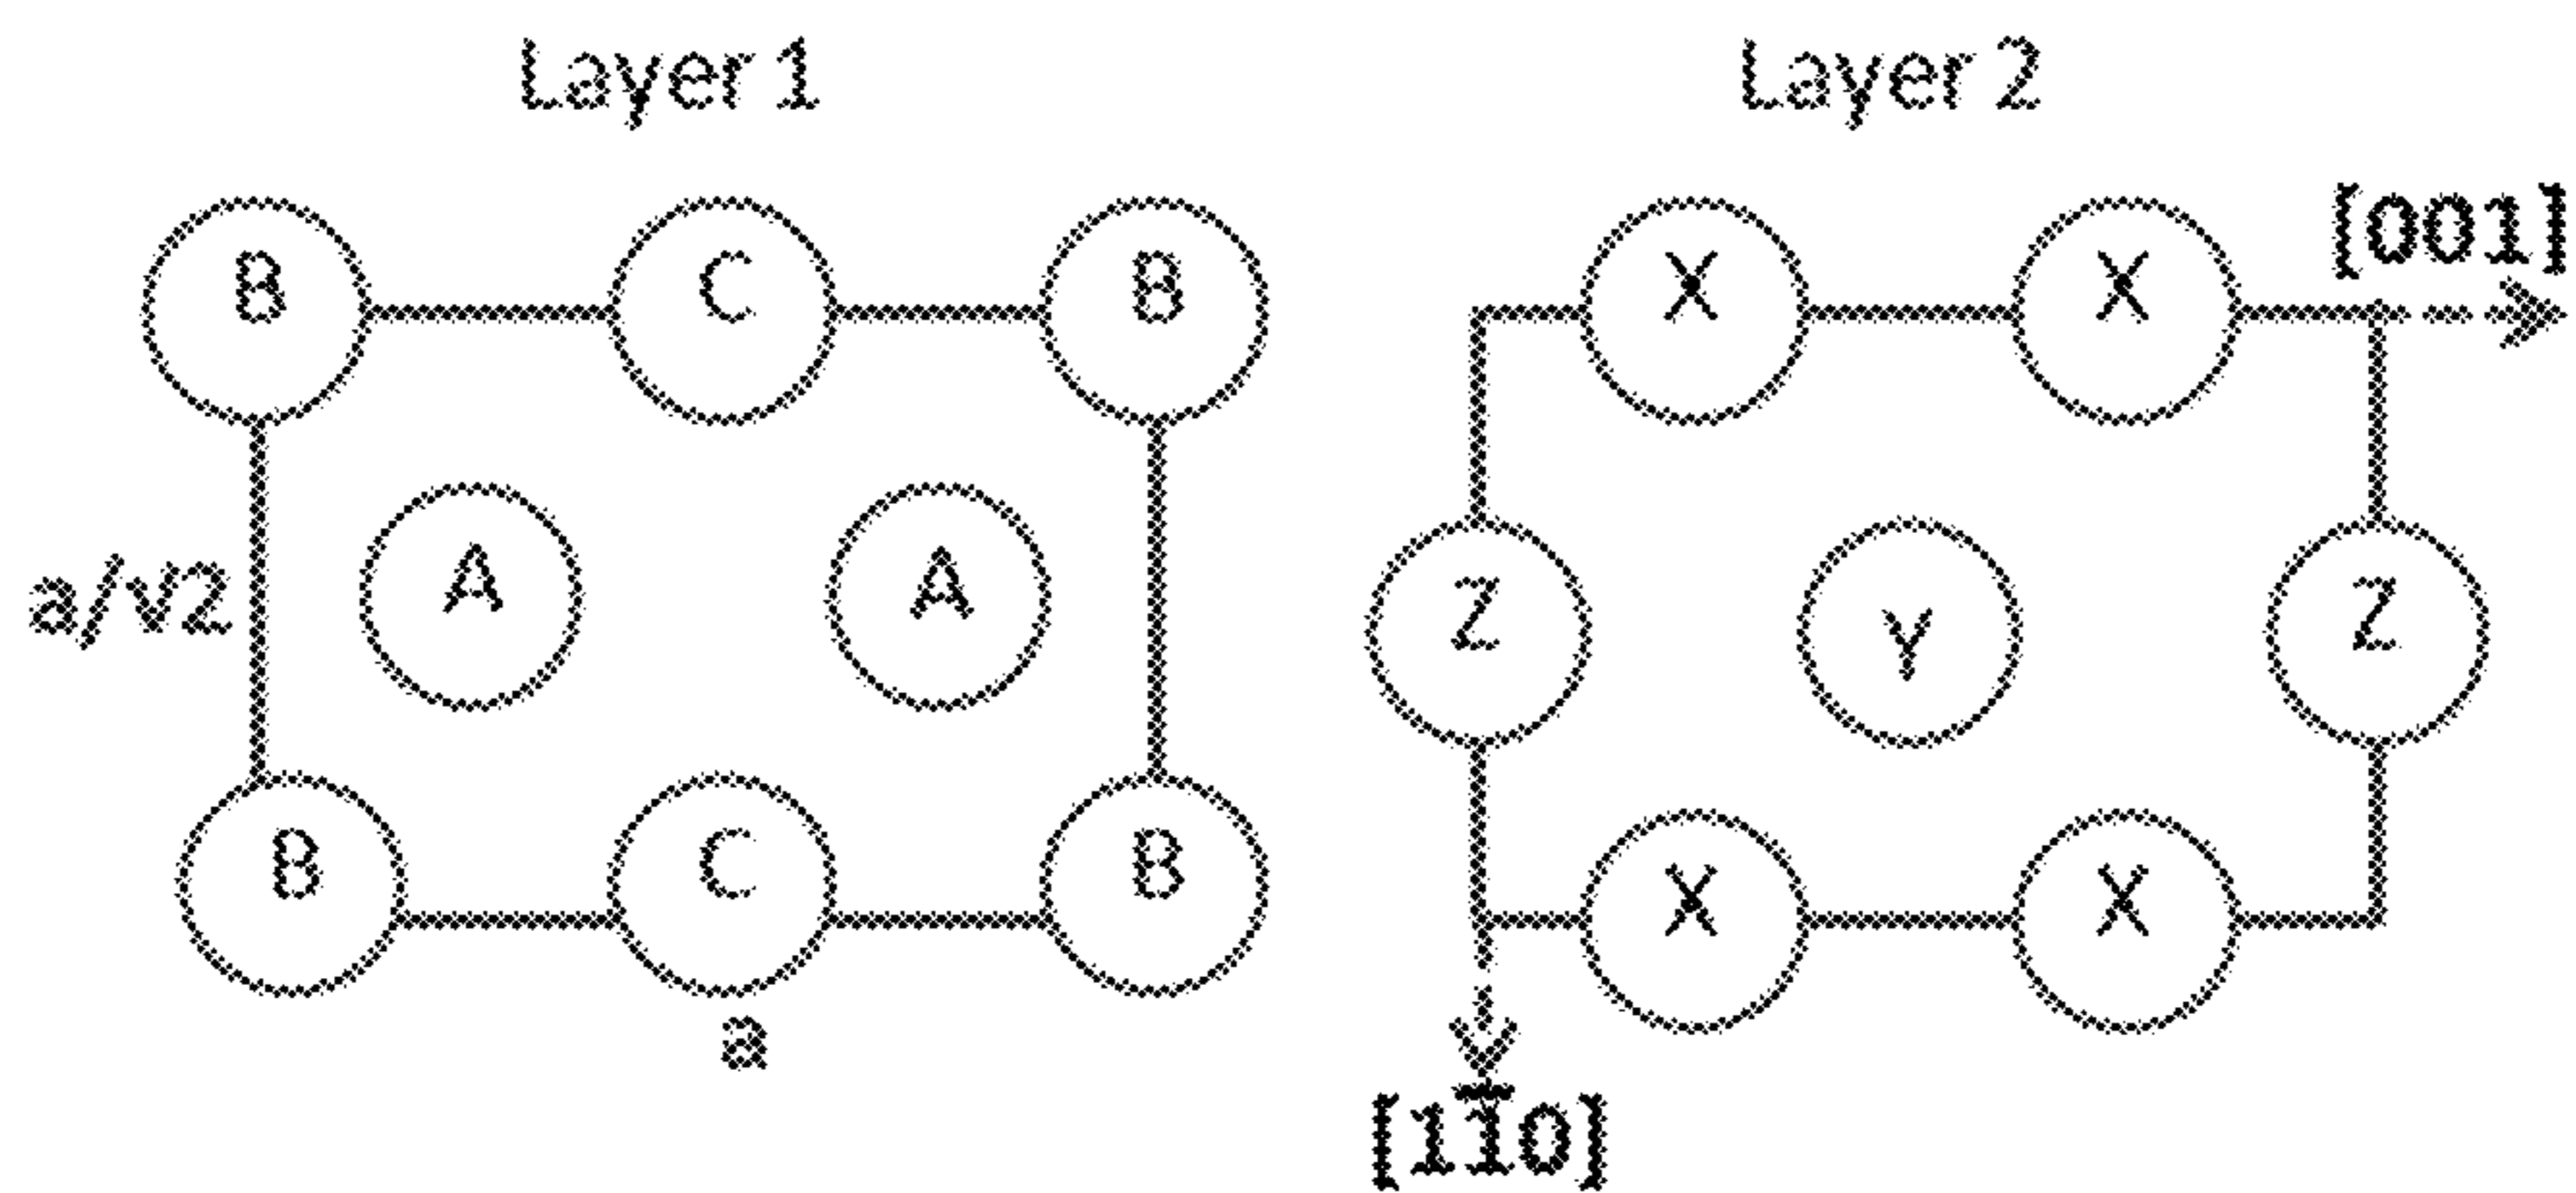 Layer 1
Layer 2
B C B
X X
[001]
A A
a/√2
Z Y Z
B C B
X X
a
[11̅0]